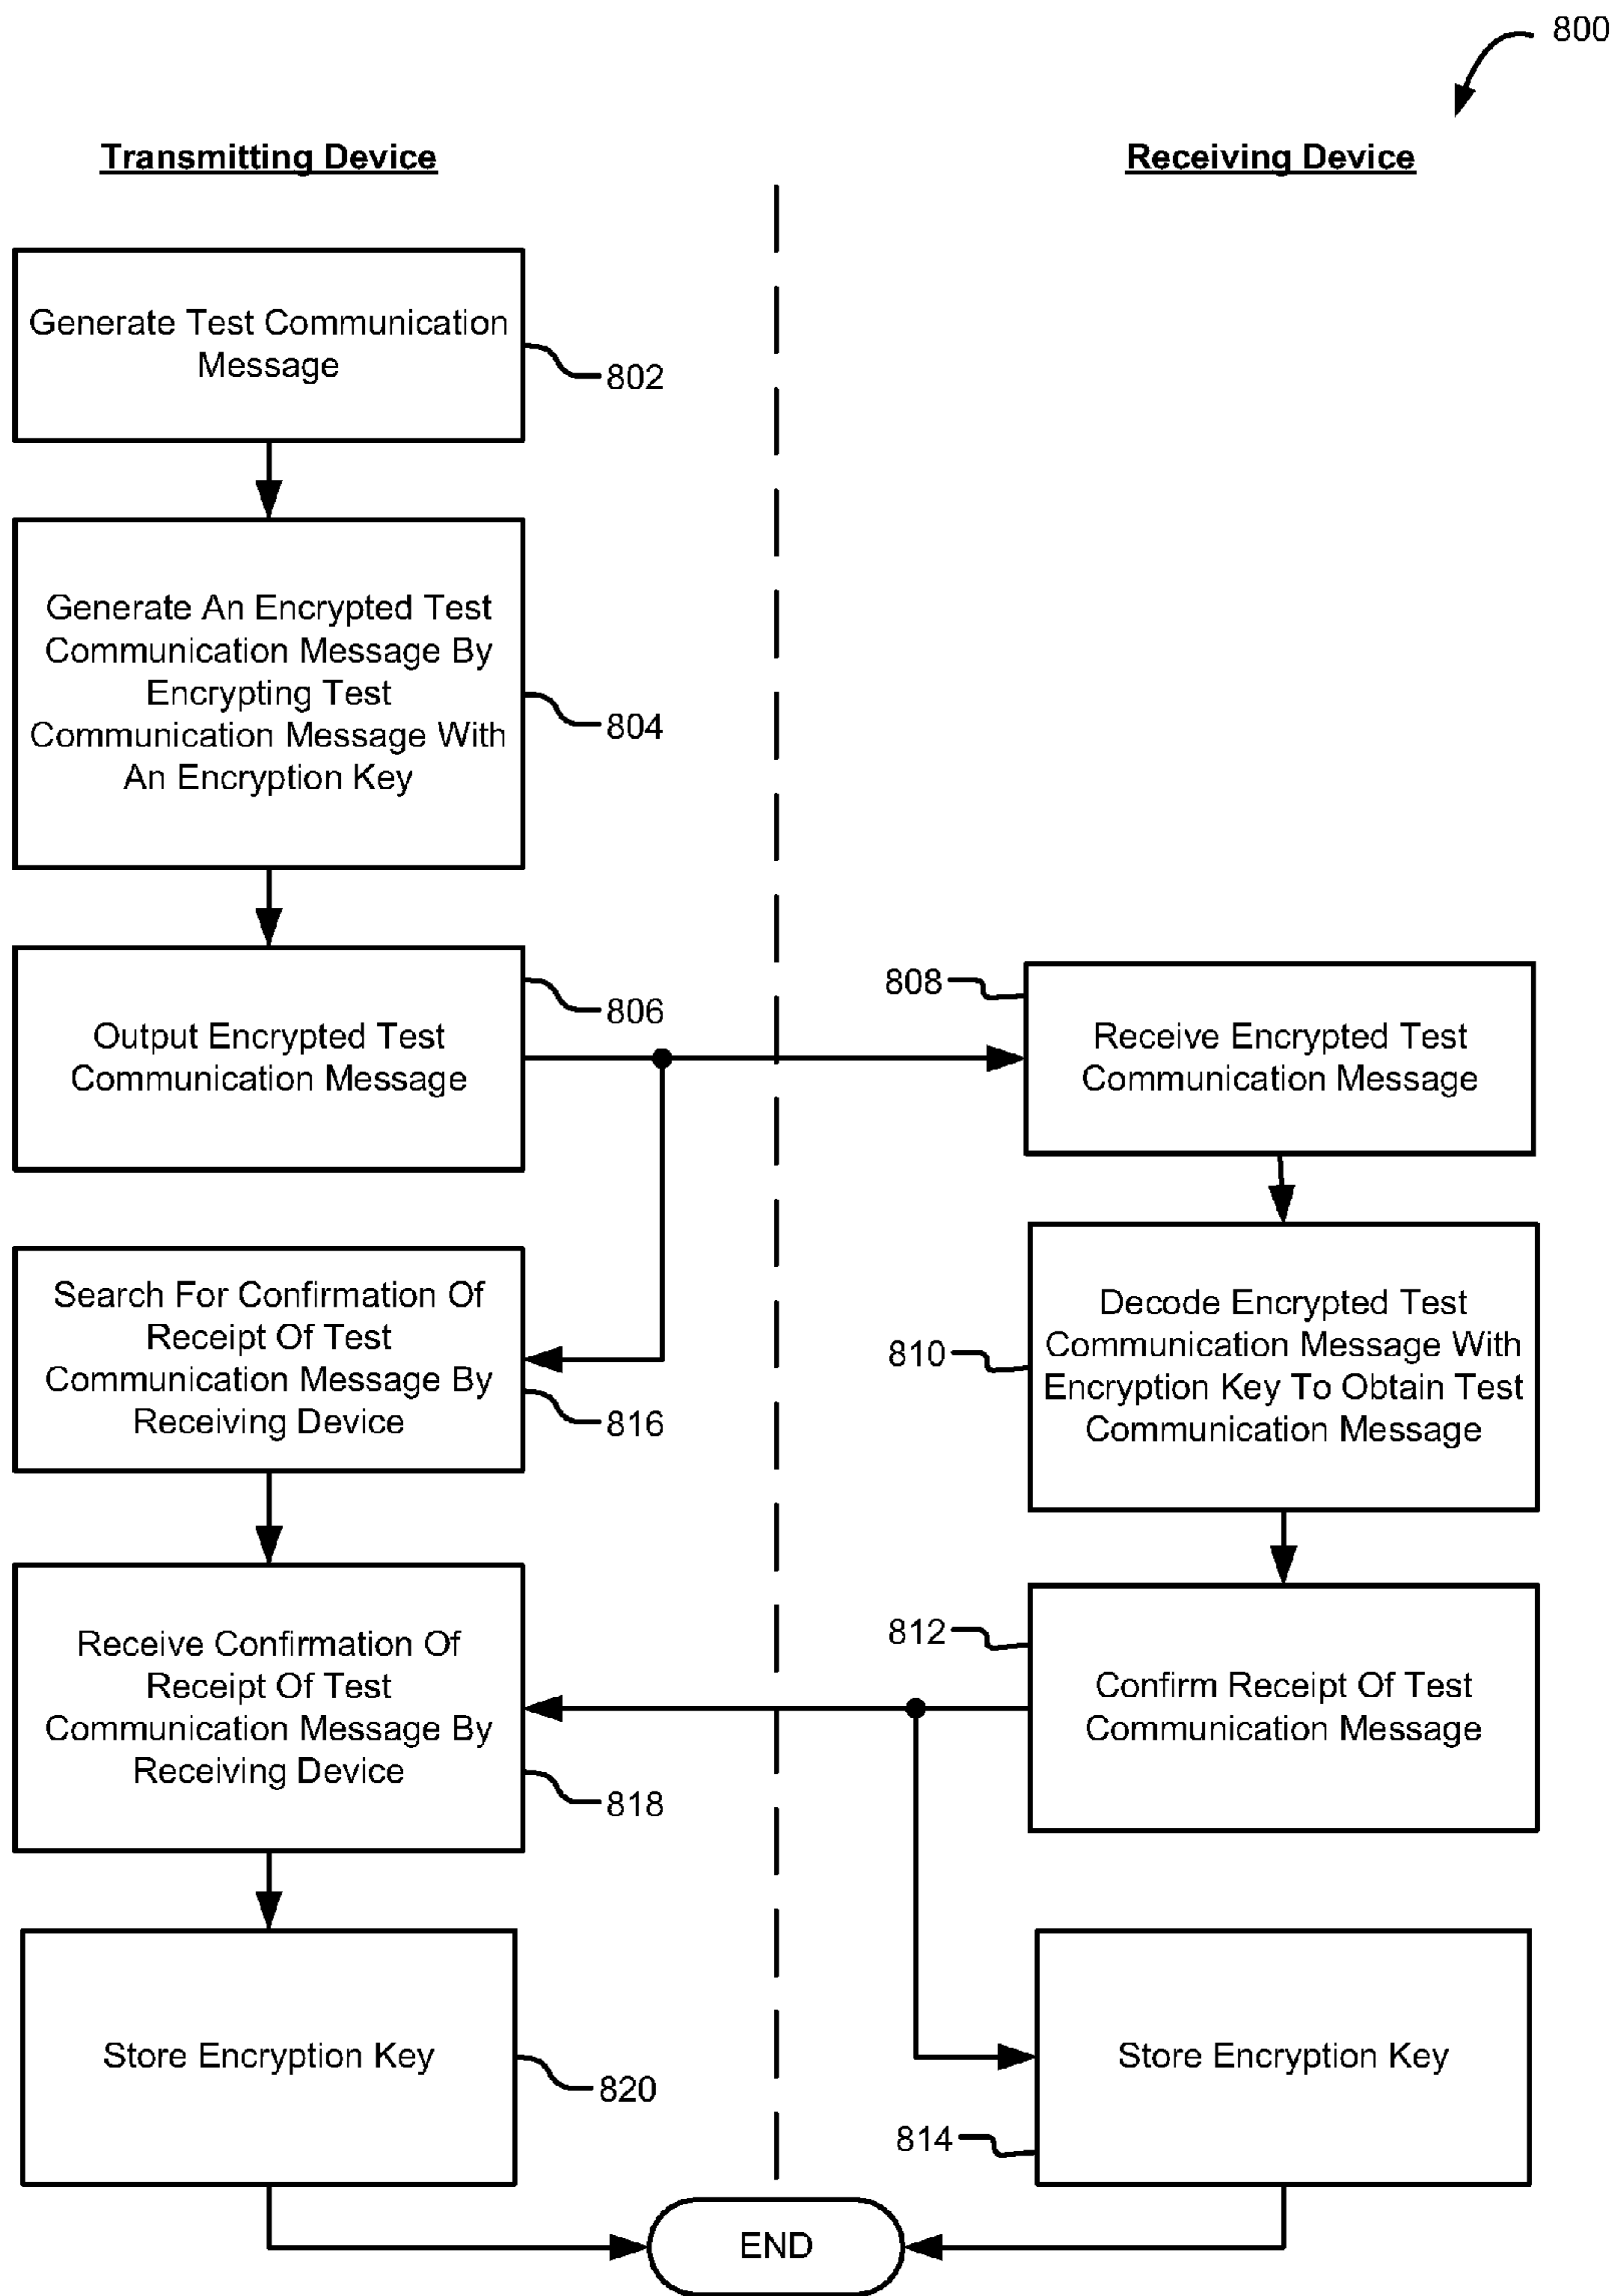 800
Transmitting Device
Receiving Device
Generate Test Communication
Message
802
Generate An Encrypted Test
Communication Message By
Encrypting Test
Communication Message With
An Encryption Key
804
Output Encrypted Test
Communication Message
806
808
Receive Encrypted Test
Communication Message
Search For Confirmation Of
Receipt Of Test
Communication Message By
Receiving Device
816
810
Decode Encrypted Test
Communication Message With
Encryption Key To Obtain Test
Communication Message
Receive Confirmation Of
Receipt Of Test
Communication Message By
Receiving Device
818
812
Confirm Receipt Of Test
Communication Message
Store Encryption Key
820
Store Encryption Key
814
END